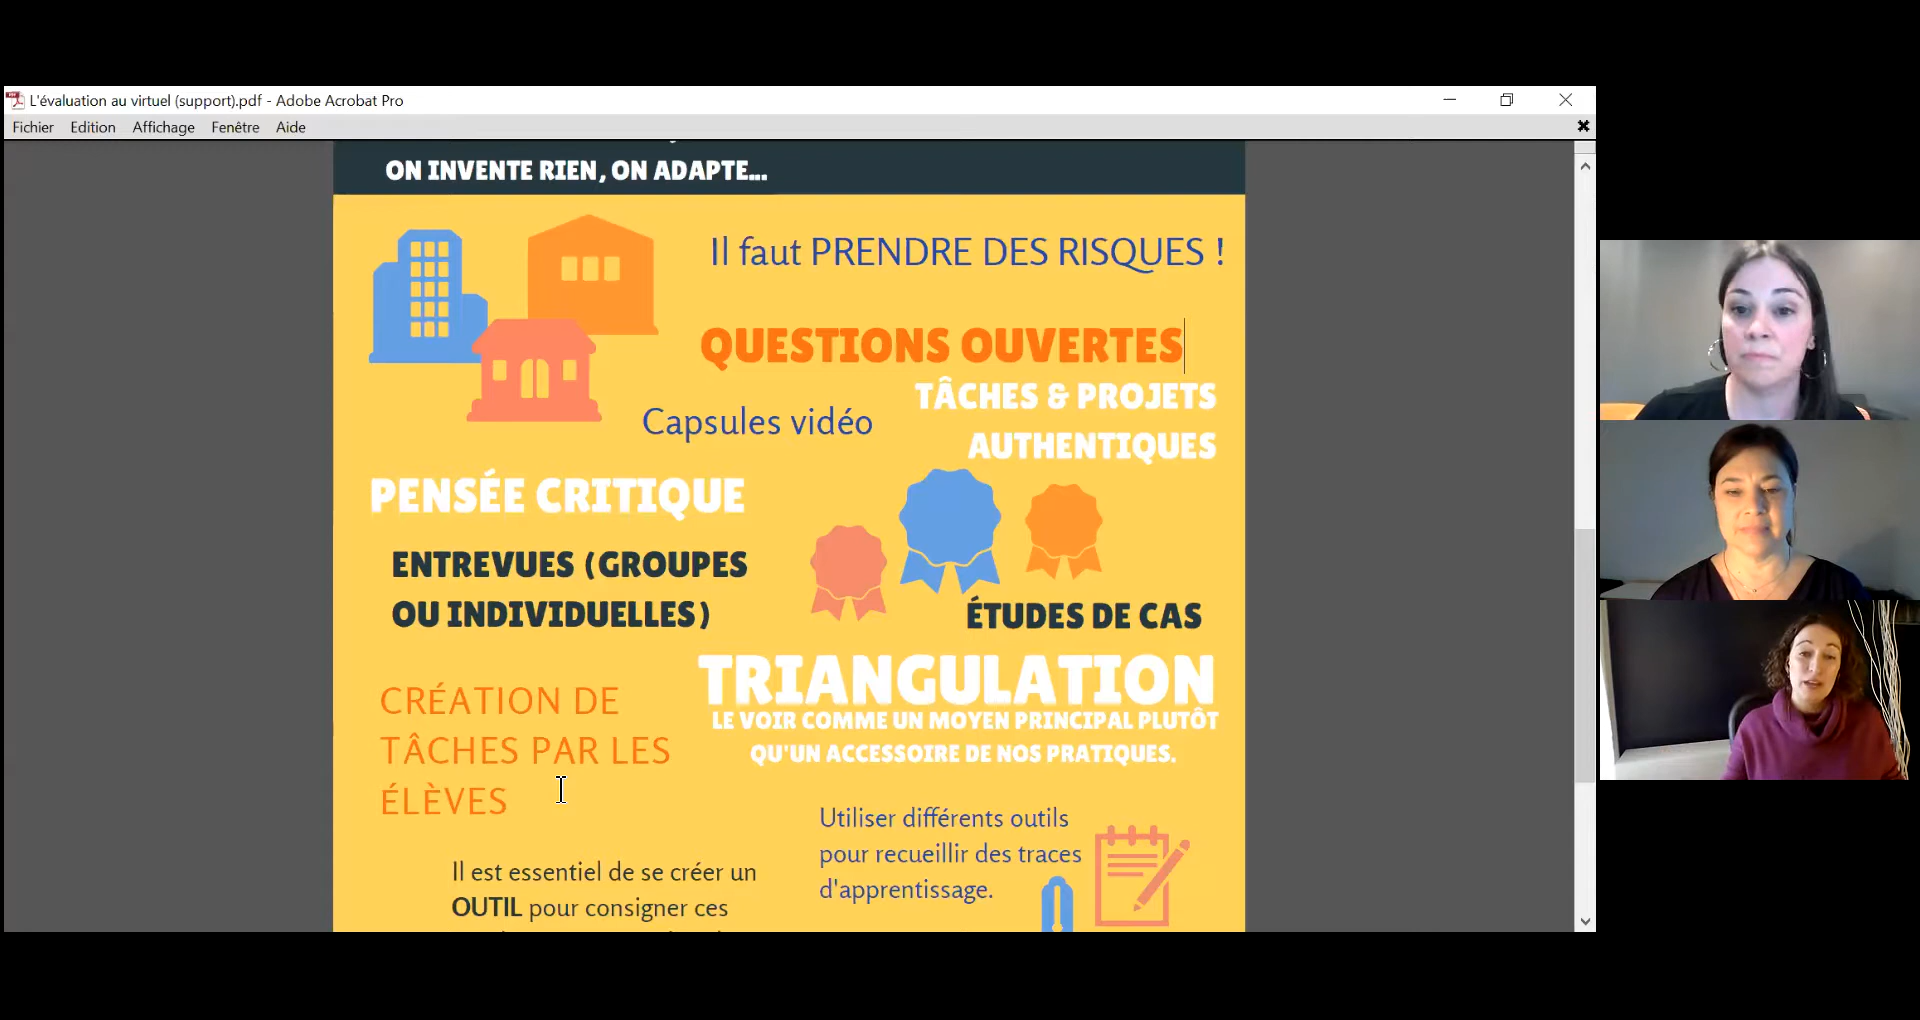 L'évaluation au virtuel (support).pdf - Adobe Acrobat Pro
Fichier Edition Affichage Fenêtre Aide
ON INVENTE RIEN, ON ADAPTE...
Il faut PRENDRE DES RISQUES !
QUESTIONS OUVERTES
TÂCHES & PROJETS
AUTHENTIQUES
Capsules vidéo
PENSÉE CRITIQUE
ENTREVUES (GROUPES
OU INDIVIDUELLES)
ÉTUDES DE CAS
TRIANGULATION
LE VOIR COMME UN MOYEN PRINCIPAL PLUTÔT
QU'UN ACCESSOIRE DE NOS PRATIQUES.
CRÉATION DE
TÂCHES PAR LES
ÉLÈVES
Utiliser différents outils
pour recueillir des traces
d'apprentissage.
Il est essentiel de se créer un
OUTIL pour consigner ces